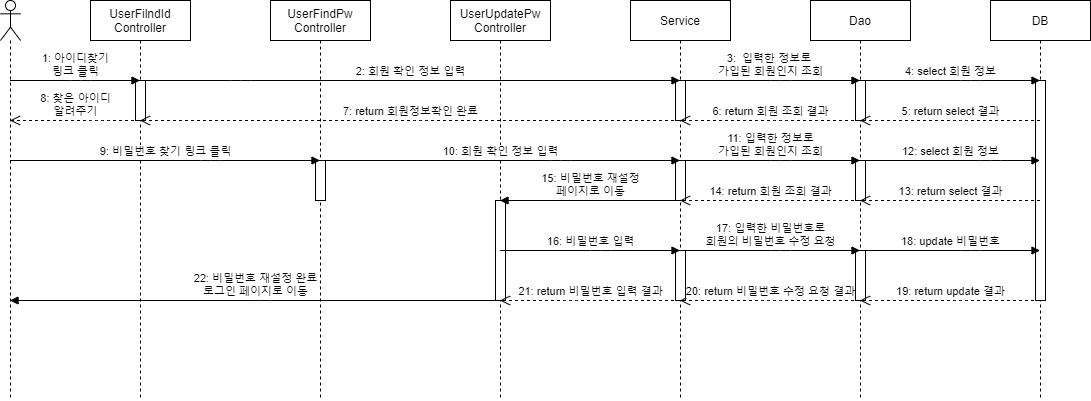 UserFilndId
Controller
UserFindPw
Controller
UserUpdatePw
Controller
Service
Dao
DB
1: 아이디찾기
링크 클릭
2: 회원 확인 정보 입력
3: 입력한 정보로
가입된 회원인지 조회
4: select 회원 정보
8: 찾은 아이디
알려주기
7: return 회원정보확인 완료
6: return 회원 조회 결과
5: return select 결과
9: 비밀번호 찾기 링크 클릭
10: 회원 확인 정보 입력
11: 입력한 정보로
가입된 회원인지 조회
12: select 회원 정보
15: 비밀번호 재설정
페이지로 이동
14: return 회원 조회 결과
13: return select 결과
16: 비밀번호 입력
17: 입력한 비밀번호로
회원의 비밀번호 수정 요청
18: update 비밀번호
22: 비밀번호 재설정 완료
로그인 페이지로 이동
21: return 비밀번호 입력 결과
20: return 비밀번호 수정 요청 결과
19: return update 결과